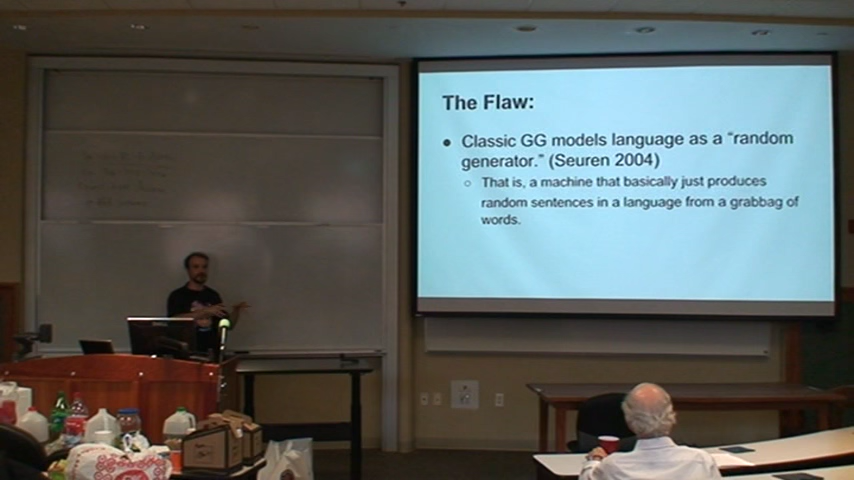 The Flaw:
● Classic GG models language as a “random
generator.” (Seuren 2004)
○ That is, a machine that basically just produces
random sentences in a language from a grabbag of
words.